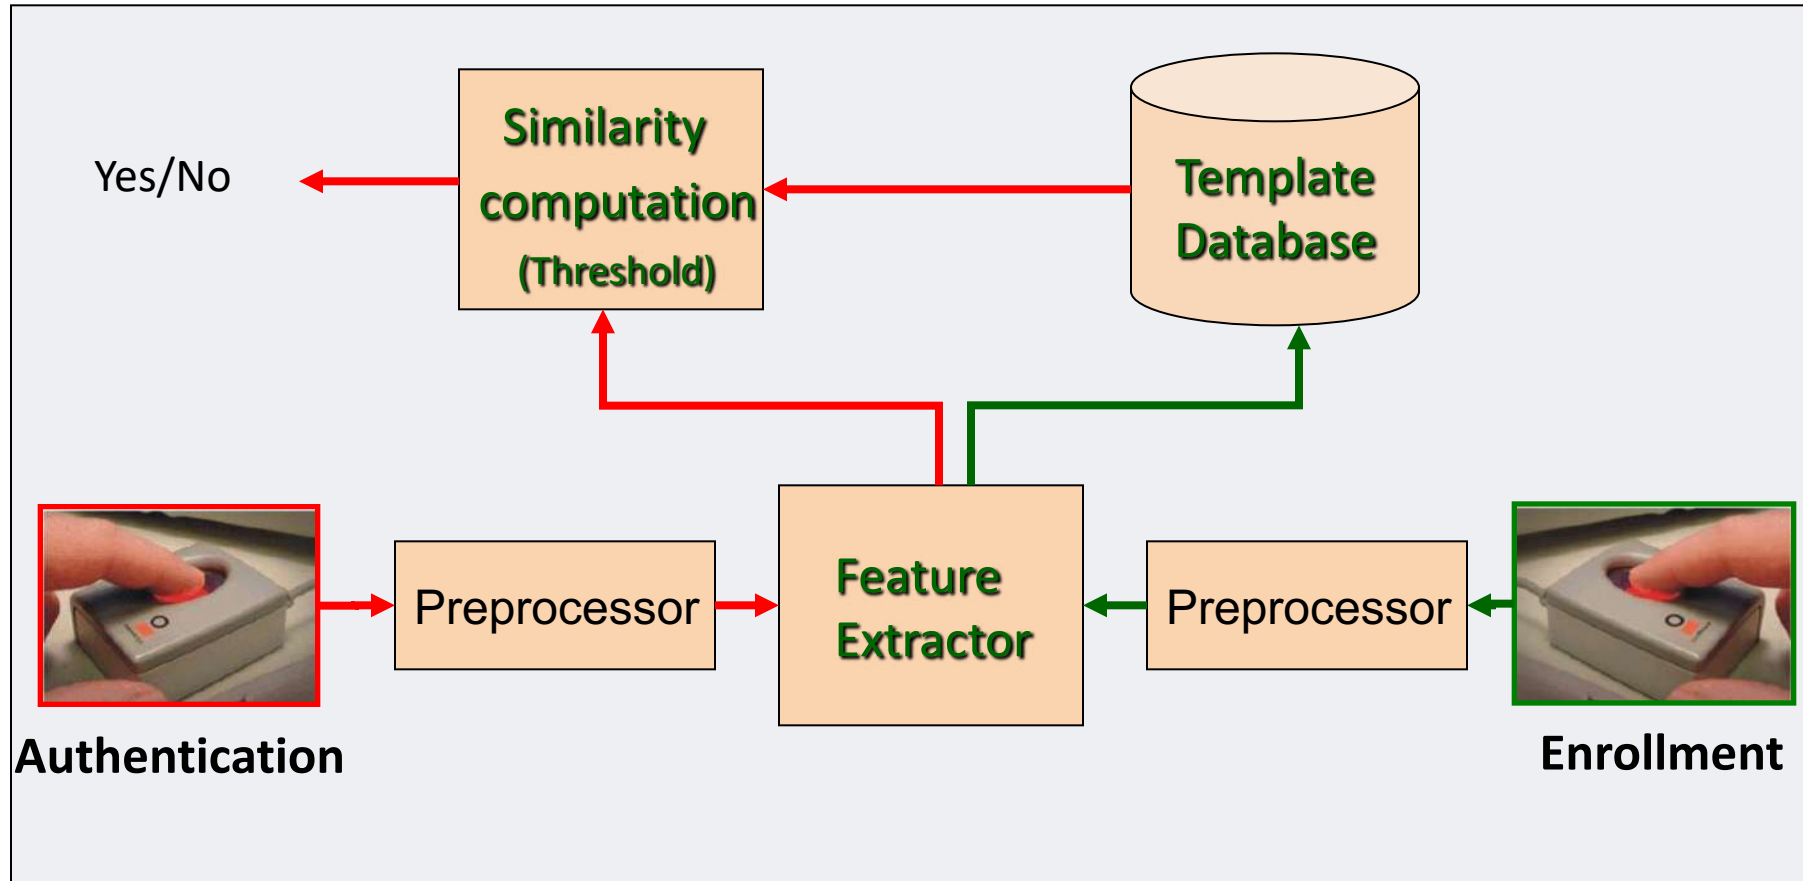 Yes/No
Similarity
computation
(Threshold)
Template
Database
Preprocessor
Feature
Extractor
Preprocessor
Authentication
Enrollment